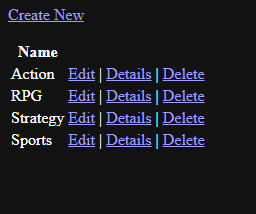 Create New
Name
Action Edit | Details | Delete
RPG Edit | Details | Delete
Strategy Edit | Details | Delete
Sports Edit | Details | Delete